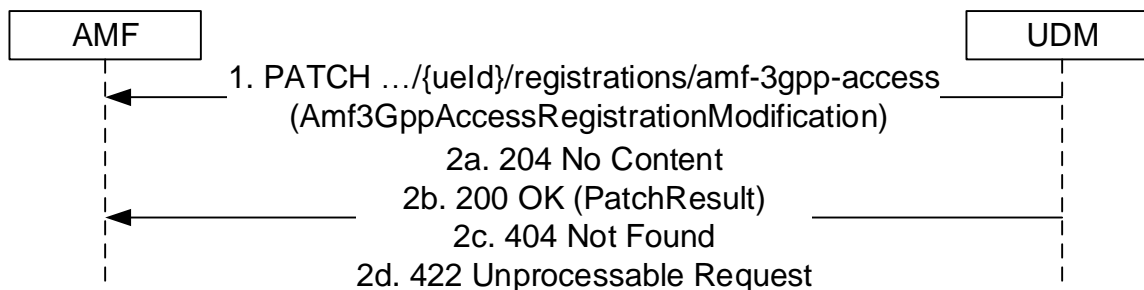 AMF
UDM
1. PATCH …/{ueId}/registrations/amf-3gpp-access
(Amf3GppAccessRegistrationModification)
2a. 204 No Content
2b. 200 OK (PatchResult)
2c. 404 Not Found
2d. 422 Unprocessable Request